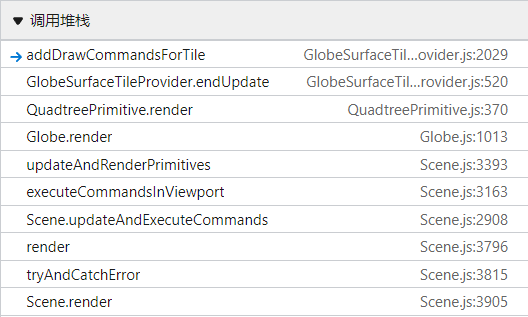 调用堆栈
addDrawCommandsForTile GlobeSurfaceTil...ovider.js:2029
GlobeSurfaceTileProvider.endUpdate GlobeSurfaceTil...rovider.js:520
QuadtreePrimitive.render QuadtreePrimitive.js:370
Globe.render Globe.js:1013
updateAndRenderPrimitives Scene.js:3393
executeCommandsInViewport Scene.js:3163
Scene.updateAndExecuteCommands Scene.js:2908
render Scene.js:3796
tryAndCatchError Scene.js:3815
Scene.render Scene.js:3905